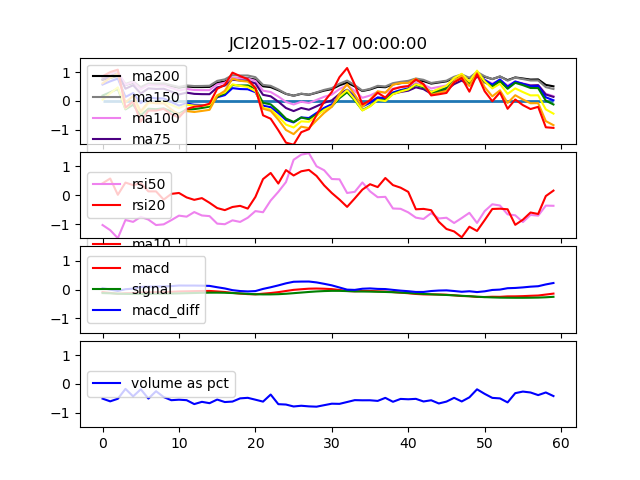 JCI2015-02-17 00:00:00
1
0
−1
ma200
ma150
ma100
ma75
1
0
−1
rsi50
rsi20
ma10
1
0
−1
macd
signal
macd_diff
1
0
−1
volume as pct
0 10 20 30 40 50 60